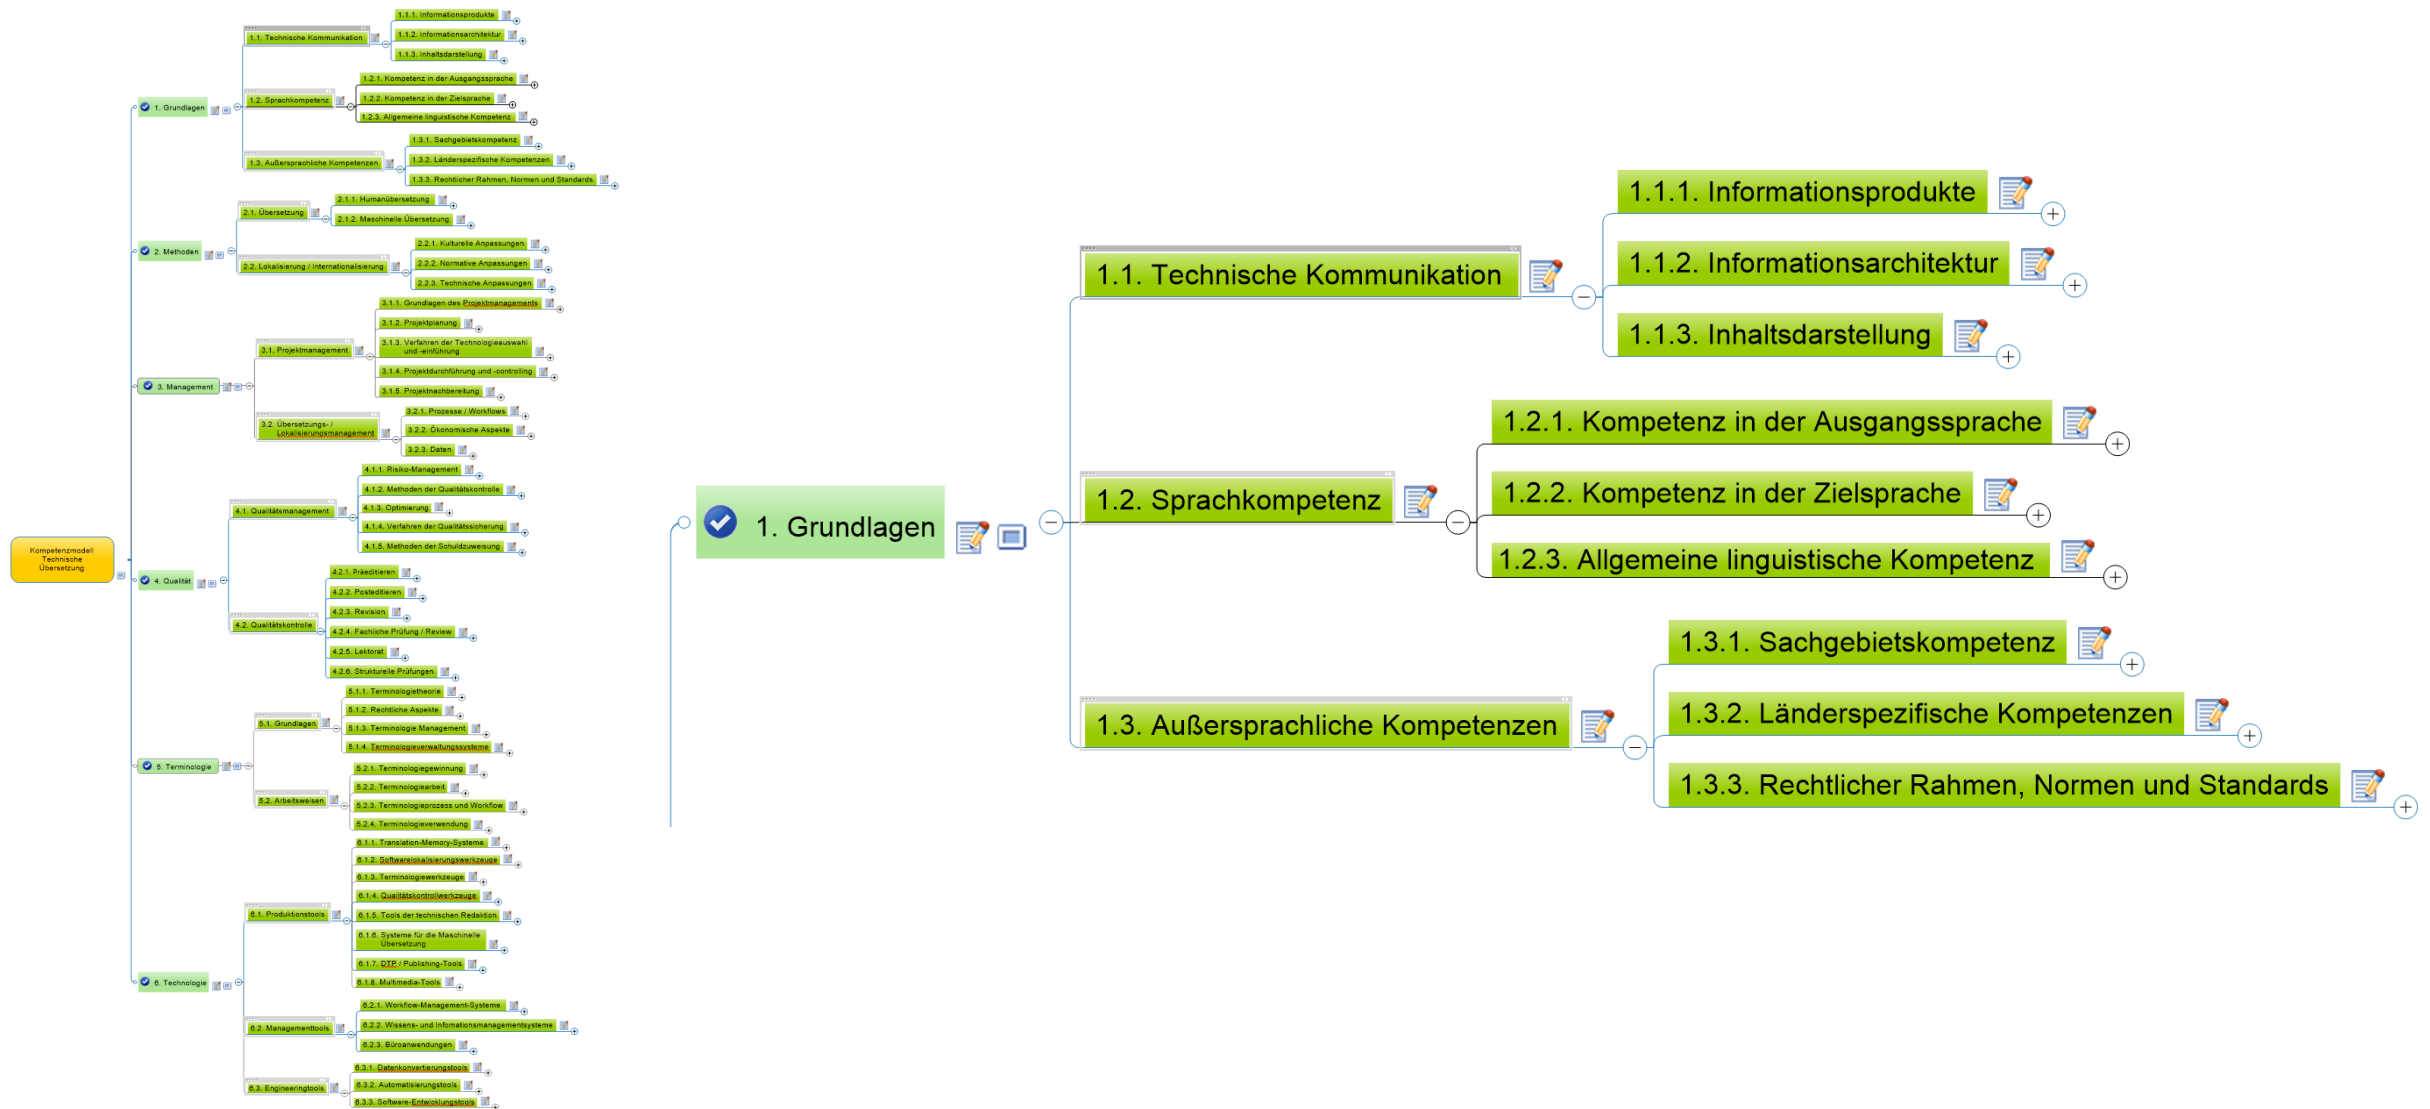 Kompetenzmodell
Technische
Übersetzung
1. Grundlagen
1.1. Technische Kommunikation
1.1.1. Informationsprodukte
1.1.2. Informationsarchitektur
1.1.3. Inhaltsdarstellung
1.2. Sprachkompetenz
1.2.1. Kompetenz in der Ausgangssprache
1.2.2. Kompetenz in der Zielsprache
1.2.3. Allgemeine linguistische Kompetenz
1.3. Außersprachliche Kompetenzen
1.3.1. Sachgebietskompetenz
1.3.2. Länderspezifische Kompetenzen
1.3.3. Rechtlicher Rahmen, Normen und Standards
2. Methoden
2.1. Übersetzung
2.1.1. Humanübersetzung
2.1.2. Maschinelle Übersetzung
2.2. Lokalisierung / Internationalisierung
2.2.1. Kulturelle Anpassungen
2.2.2. Normative Anpassungen
2.2.3. Technische Anpassungen
3. Management
3.1. Projektmanagement
3.1.1. Grundlagen des Projektmanagements
3.1.2. Projektplanung
3.1.3. Verfahren der Technologieauswahl
und -einführung
3.1.4. Projektdurchführung und -controlling
3.1.5. Projektnachbereitung
3.2. Übersetzungs- /
Lokalisierungsmanagement
3.2.1. Prozesse / Workflows
3.2.2. Ökonomische Aspekte
3.2.3. Daten
4. Qualität
4.1. Qualitätsmanagement
4.1.1. Risiko-Management
4.1.2. Methoden der Qualitätskontrolle
4.1.3. Optimierung
4.1.4. Verfahren der Qualitätssicherung
4.1.5. Methoden der Schuldzuweisung
4.2. Qualitätskontrolle
4.2.1. Präeditieren
4.2.2. Posteditieren
4.2.3. Revision
4.2.4. Fachliche Prüfung / Review
4.2.5. Lektorat
4.2.6. Strukturelle Prüfungen
5. Terminologie
5.1. Grundlagen
5.1.1. Terminologietheorie
5.1.2. Rechtliche Aspekte
5.1.3. Terminologie Management
5.1.4. Terminologieverwaltungssysteme
5.2. Arbeitsweisen
5.2.1. Terminologiegewinnung
5.2.2. Terminologiearbeit
5.2.3. Terminologieprozess und Workflow
5.2.4. Terminologieverwendung
6. Technologie
6.1. Produktionstools
6.1.1. Translation-Memory-Systeme
6.1.2. Softwarelokalisierungswerkzeuge
6.1.3. Terminologiewerkzeuge
6.1.4. Qualitätskontrollwerkzeuge
6.1.5. Tools der technischen Redaktion
6.1.6. Systeme für die Maschinelle
Übersetzung
6.1.7. DTP / Publishing-Tools
6.1.8. Multimedia-Tools
6.2. Managementtools
6.2.1. Workflow-Management-Systeme
6.2.2. Wissens- und Infomationsmanagementsysteme
6.2.3. Büroanwendungen
6.3. Engineeringtools
6.3.1. Datenkonvertierungstools
6.3.2. Automatisierungstools
6.3.3. Software-Entwicklungstools
1. Grundlagen
1.1. Technische Kommunikation
1.1.1. Informationsprodukte
1.1.2. Informationsarchitektur
1.1.3. Inhaltsdarstellung
1.2. Sprachkompetenz
1.2.1. Kompetenz in der Ausgangssprache
1.2.2. Kompetenz in der Zielsprache
1.2.3. Allgemeine linguistische Kompetenz
1.3. Außersprachliche Kompetenzen
1.3.1. Sachgebietskompetenz
1.3.2. Länderspezifische Kompetenzen
1.3.3. Rechtlicher Rahmen, Normen und Standards